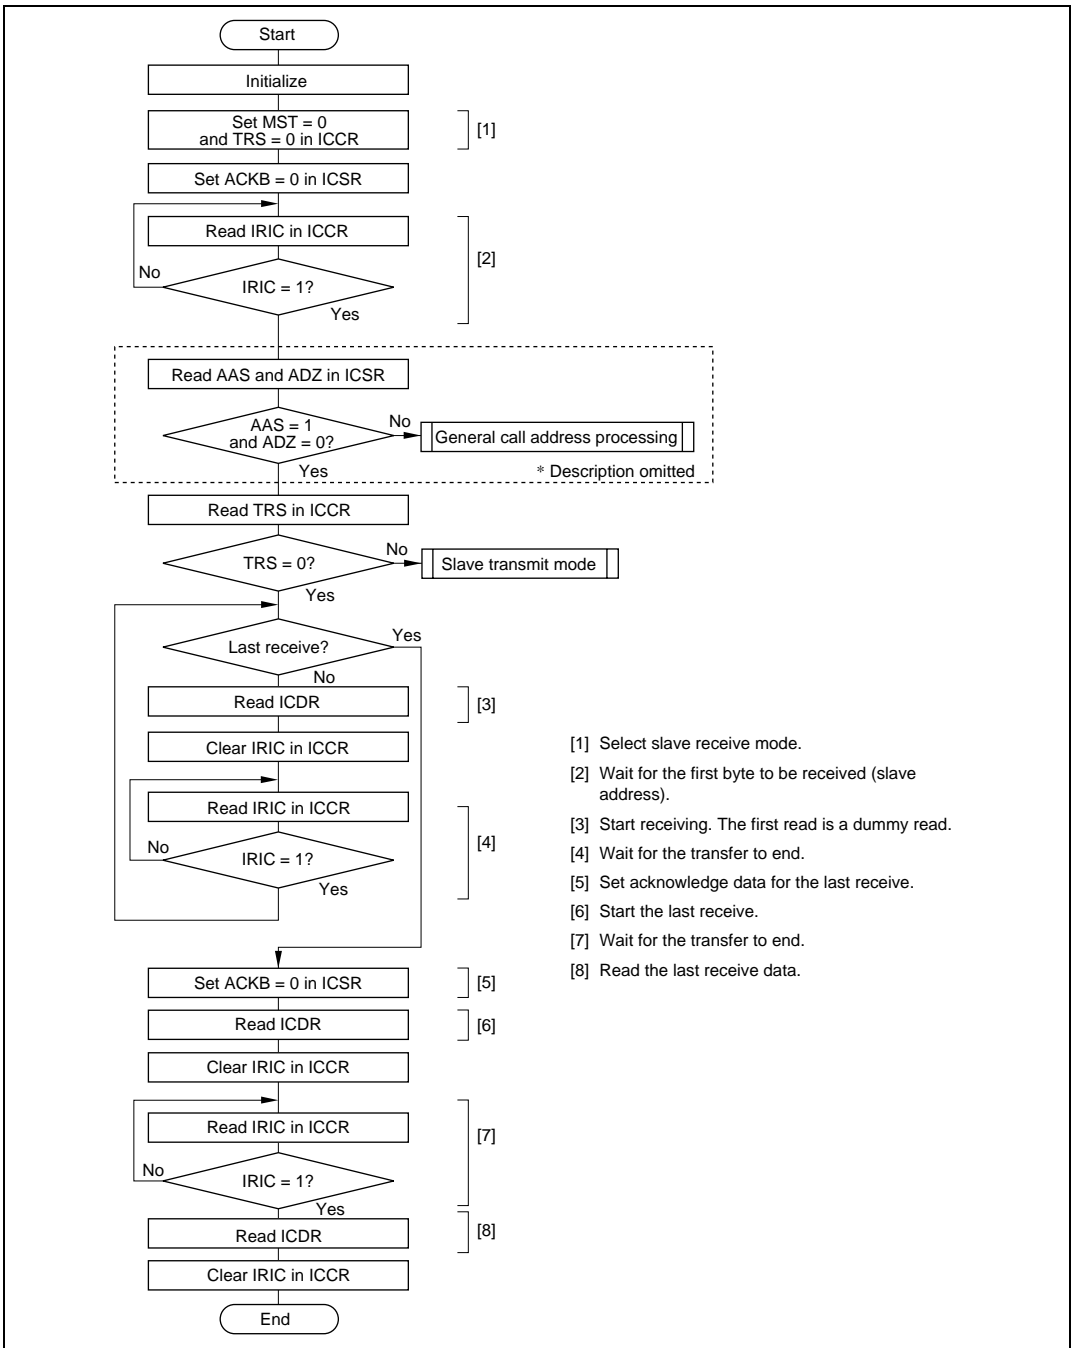 Start
Initialize
Set MST = 0
and TRS = 0 in ICCR
[1]
Set ACKB = 0 in ICSR
Read IRIC in ICCR
[2]
No
IRIC = 1?
Yes
Read AAS and ADZ in ICSR
AAS = 1
and ADZ = 0?
No
General call address processing
Yes
* Description omitted
Read TRS in ICCR
TRS = 0?
No
Slave transmit mode
Yes
Last receive?
Yes
No
Read ICDR
[3]
Clear IRIC in ICCR
Read IRIC in ICCR
[4]
No
IRIC = 1?
Yes
Set ACKB = 0 in ICSR
[5]
Read ICDR
[6]
Clear IRIC in ICCR
Read IRIC in ICCR
[7]
No
IRIC = 1?
Yes
Read ICDR
[8]
Clear IRIC in ICCR
End
[1] Select slave receive mode.
[2] Wait for the first byte to be received (slave
address).
[3] Start receiving. The first read is a dummy read.
[4] Wait for the transfer to end.
[5] Set acknowledge data for the last receive.
[6] Start the last receive.
[7] Wait for the transfer to end.
[8] Read the last receive data.